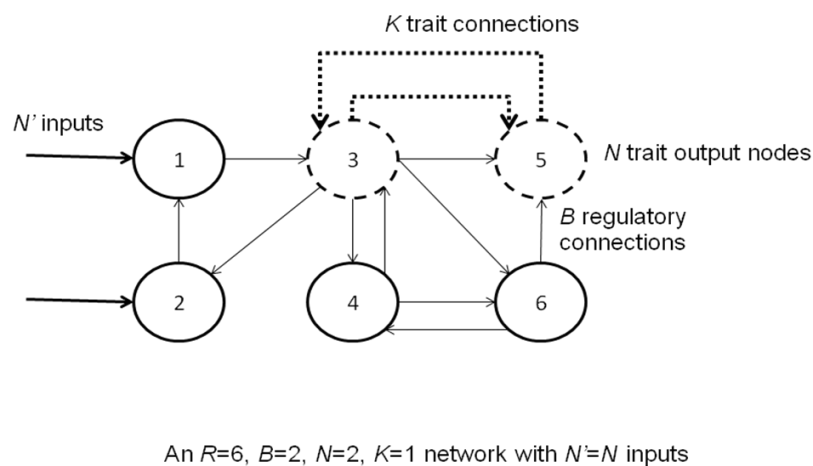 K trait connections
N' inputs
1
3
5
N trait output nodes
B regulatory
connections
2
4
6
An R=6, B=2, N=2, K=1 network with N'=N inputs